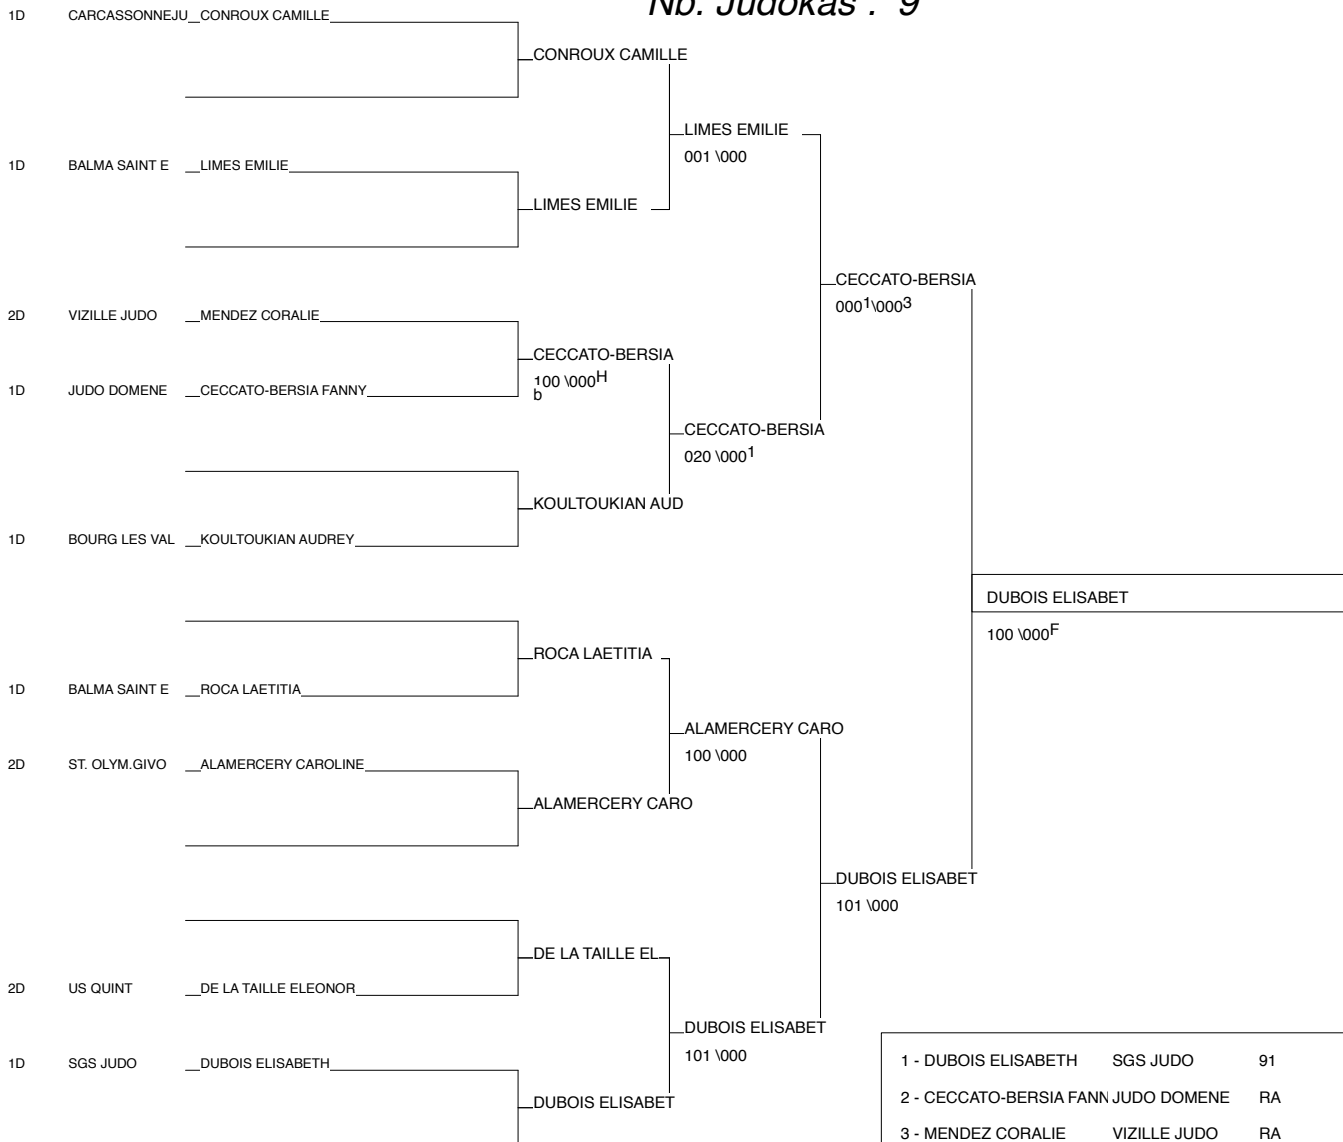 Nb. Judokas : 9
1D CARCASSONNEJU CONROUX CAMILLE
CONROUX CAMILLE
LIMES EMILIE
001 \000
1D BALMA SAINT E LIMES EMILIE
LIMES EMILIE
CECCATO-BERSIA
0001\0003
2D VIZILLE JUDO MENDEZ CORALIE
CECCATO-BERSIA
100 \000H
b
1D JUDO DOMENE CECCATO-BERSIA FANNY
CECCATO-BERSIA
020 \0001
KOULTOUKIAN AUD
1D BOURG LES VAL KOULTOUKIAN AUDREY
DUBOIS ELISABET
100 \000F
ROCA LAETITIA
1D BALMA SAINT E ROCA LAETITIA
ALAMERCERY CARO
100 \000
2D ST. OLYM.GIVO ALAMERCERY CAROLINE
ALAMERCERY CARO
DUBOIS ELISABET
101 \000
DE LA TAILLE EL
2D US QUINT DE LA TAILLE ELEONOR
DUBOIS ELISABET
101 \000
1D SGS JUDO DUBOIS ELISABETH
DUBOIS ELISABET
1 - DUBOIS ELISABETH SGS JUDO 91
2 - CECCATO-BERSIA FANN JUDO DOMENE RA
3 - MENDEZ CORALIE VIZILLE JUDO RA